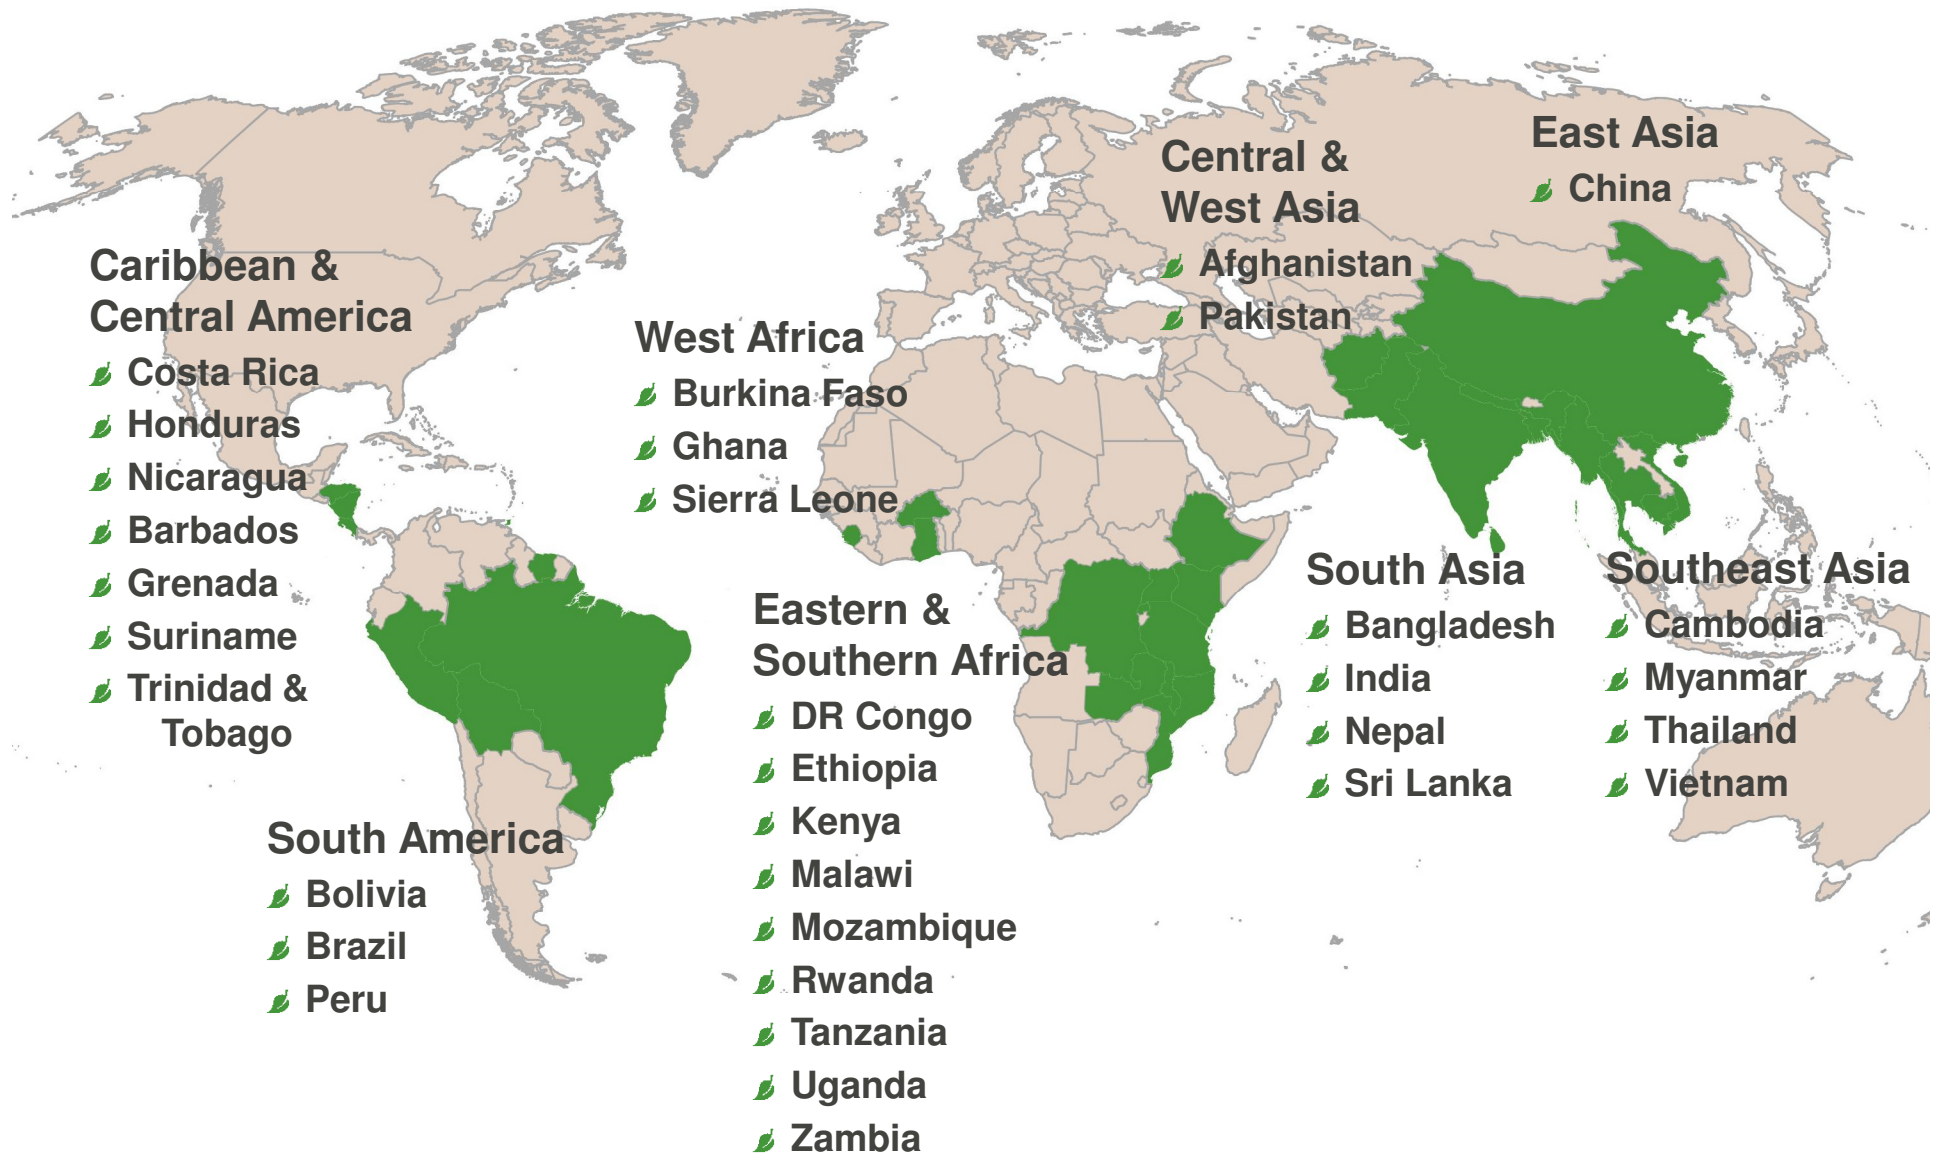 Caribbean &
Central America
Costa Rica
Honduras
Nicaragua
Barbados
Grenada
Suriname
Trinidad &
Tobago
South America
Bolivia
Brazil
Peru
West Africa
Burkina Faso
Ghana
Sierra Leone
Eastern &
Southern Africa
DR Congo
Ethiopia
Kenya
Malawi
Mozambique
Rwanda
Tanzania
Uganda
Zambia
Central &
West Asia
Afghanistan
Pakistan
East Asia
China
South Asia
Bangladesh
India
Nepal
Sri Lanka
Southeast Asia
Cambodia
Myanmar
Thailand
Vietnam